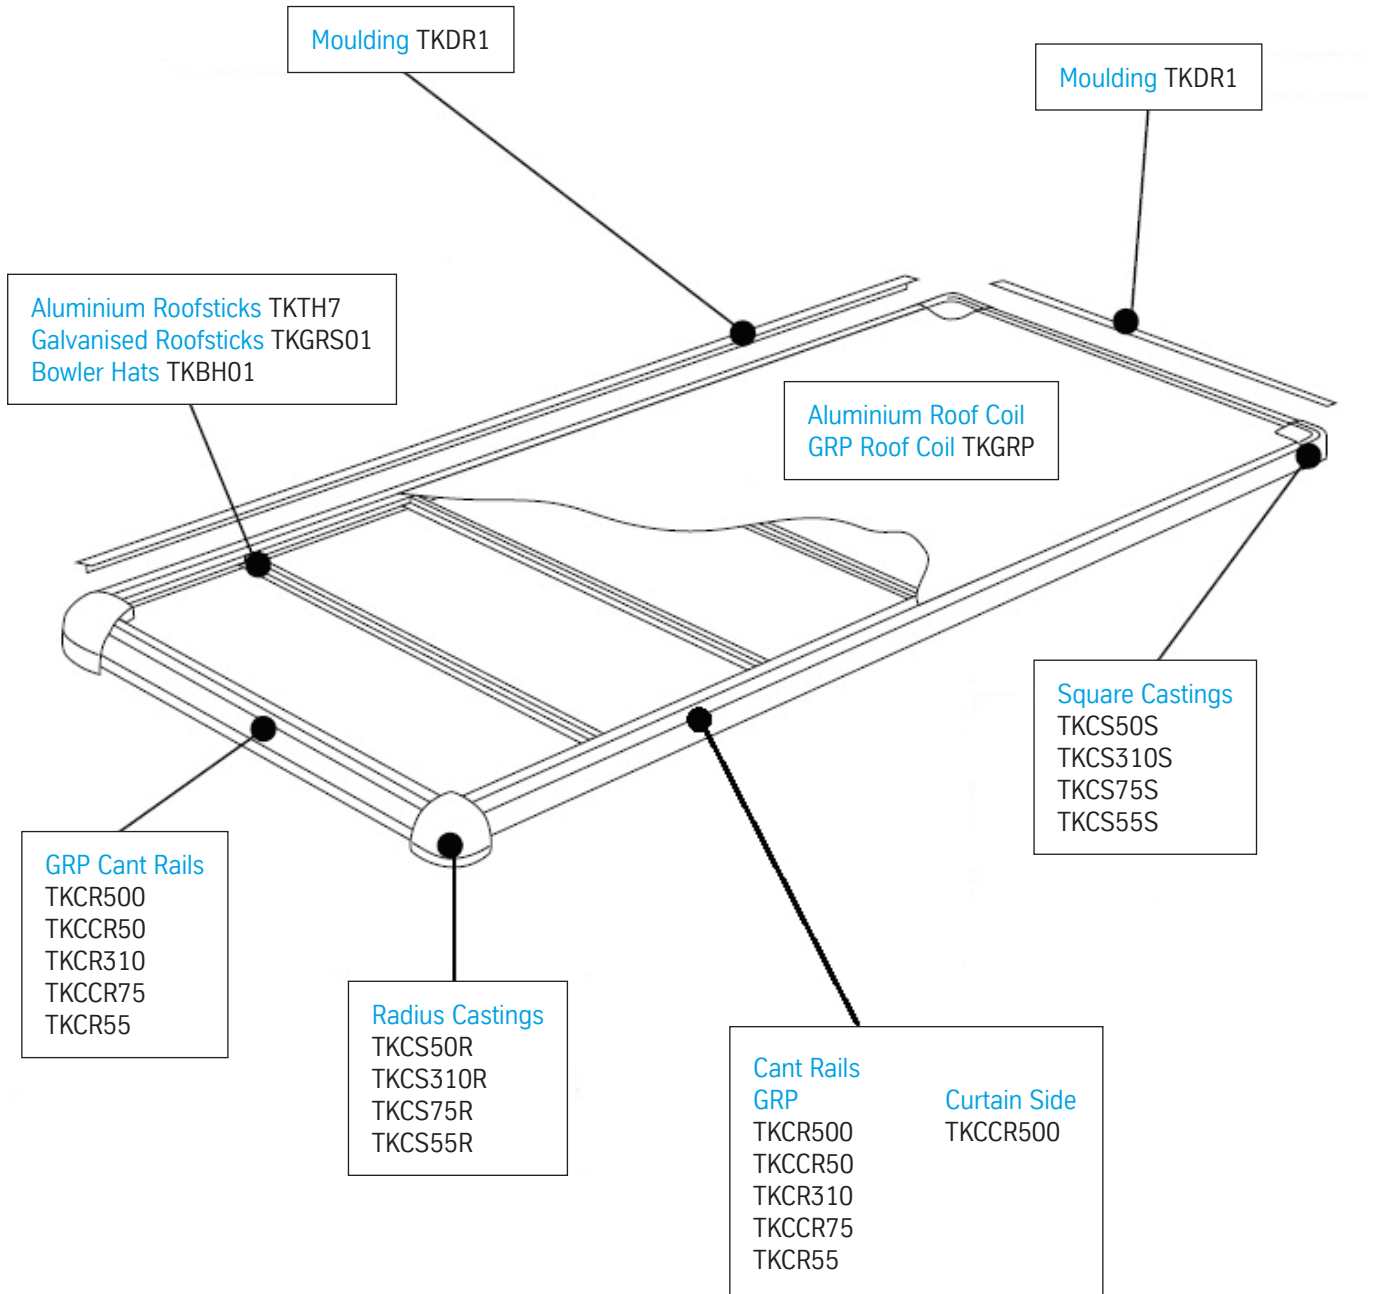 Moulding TKDR1
Moulding TKDR1
Aluminium Roofsticks TKTH7
Galvanised Roofsticks TKGRS01
Bowler Hats TKBH01
Aluminium Roof Coil
GRP Roof Coil TKGRP
Square Castings
TKCS50S
TKCS310S
TKCS75S
TKCS55S
GRP Cant Rails
TKCR500
TKCCR50
TKCR310
TKCCR75
TKCR55
Radius Castings
TKCS50R
TKCS310R
TKCS75R
TKCS55R
Cant Rails
GRP Curtain Side
TKCR500 TKCCR500
TKCCR50
TKCR310
TKCCR75
TKCR55